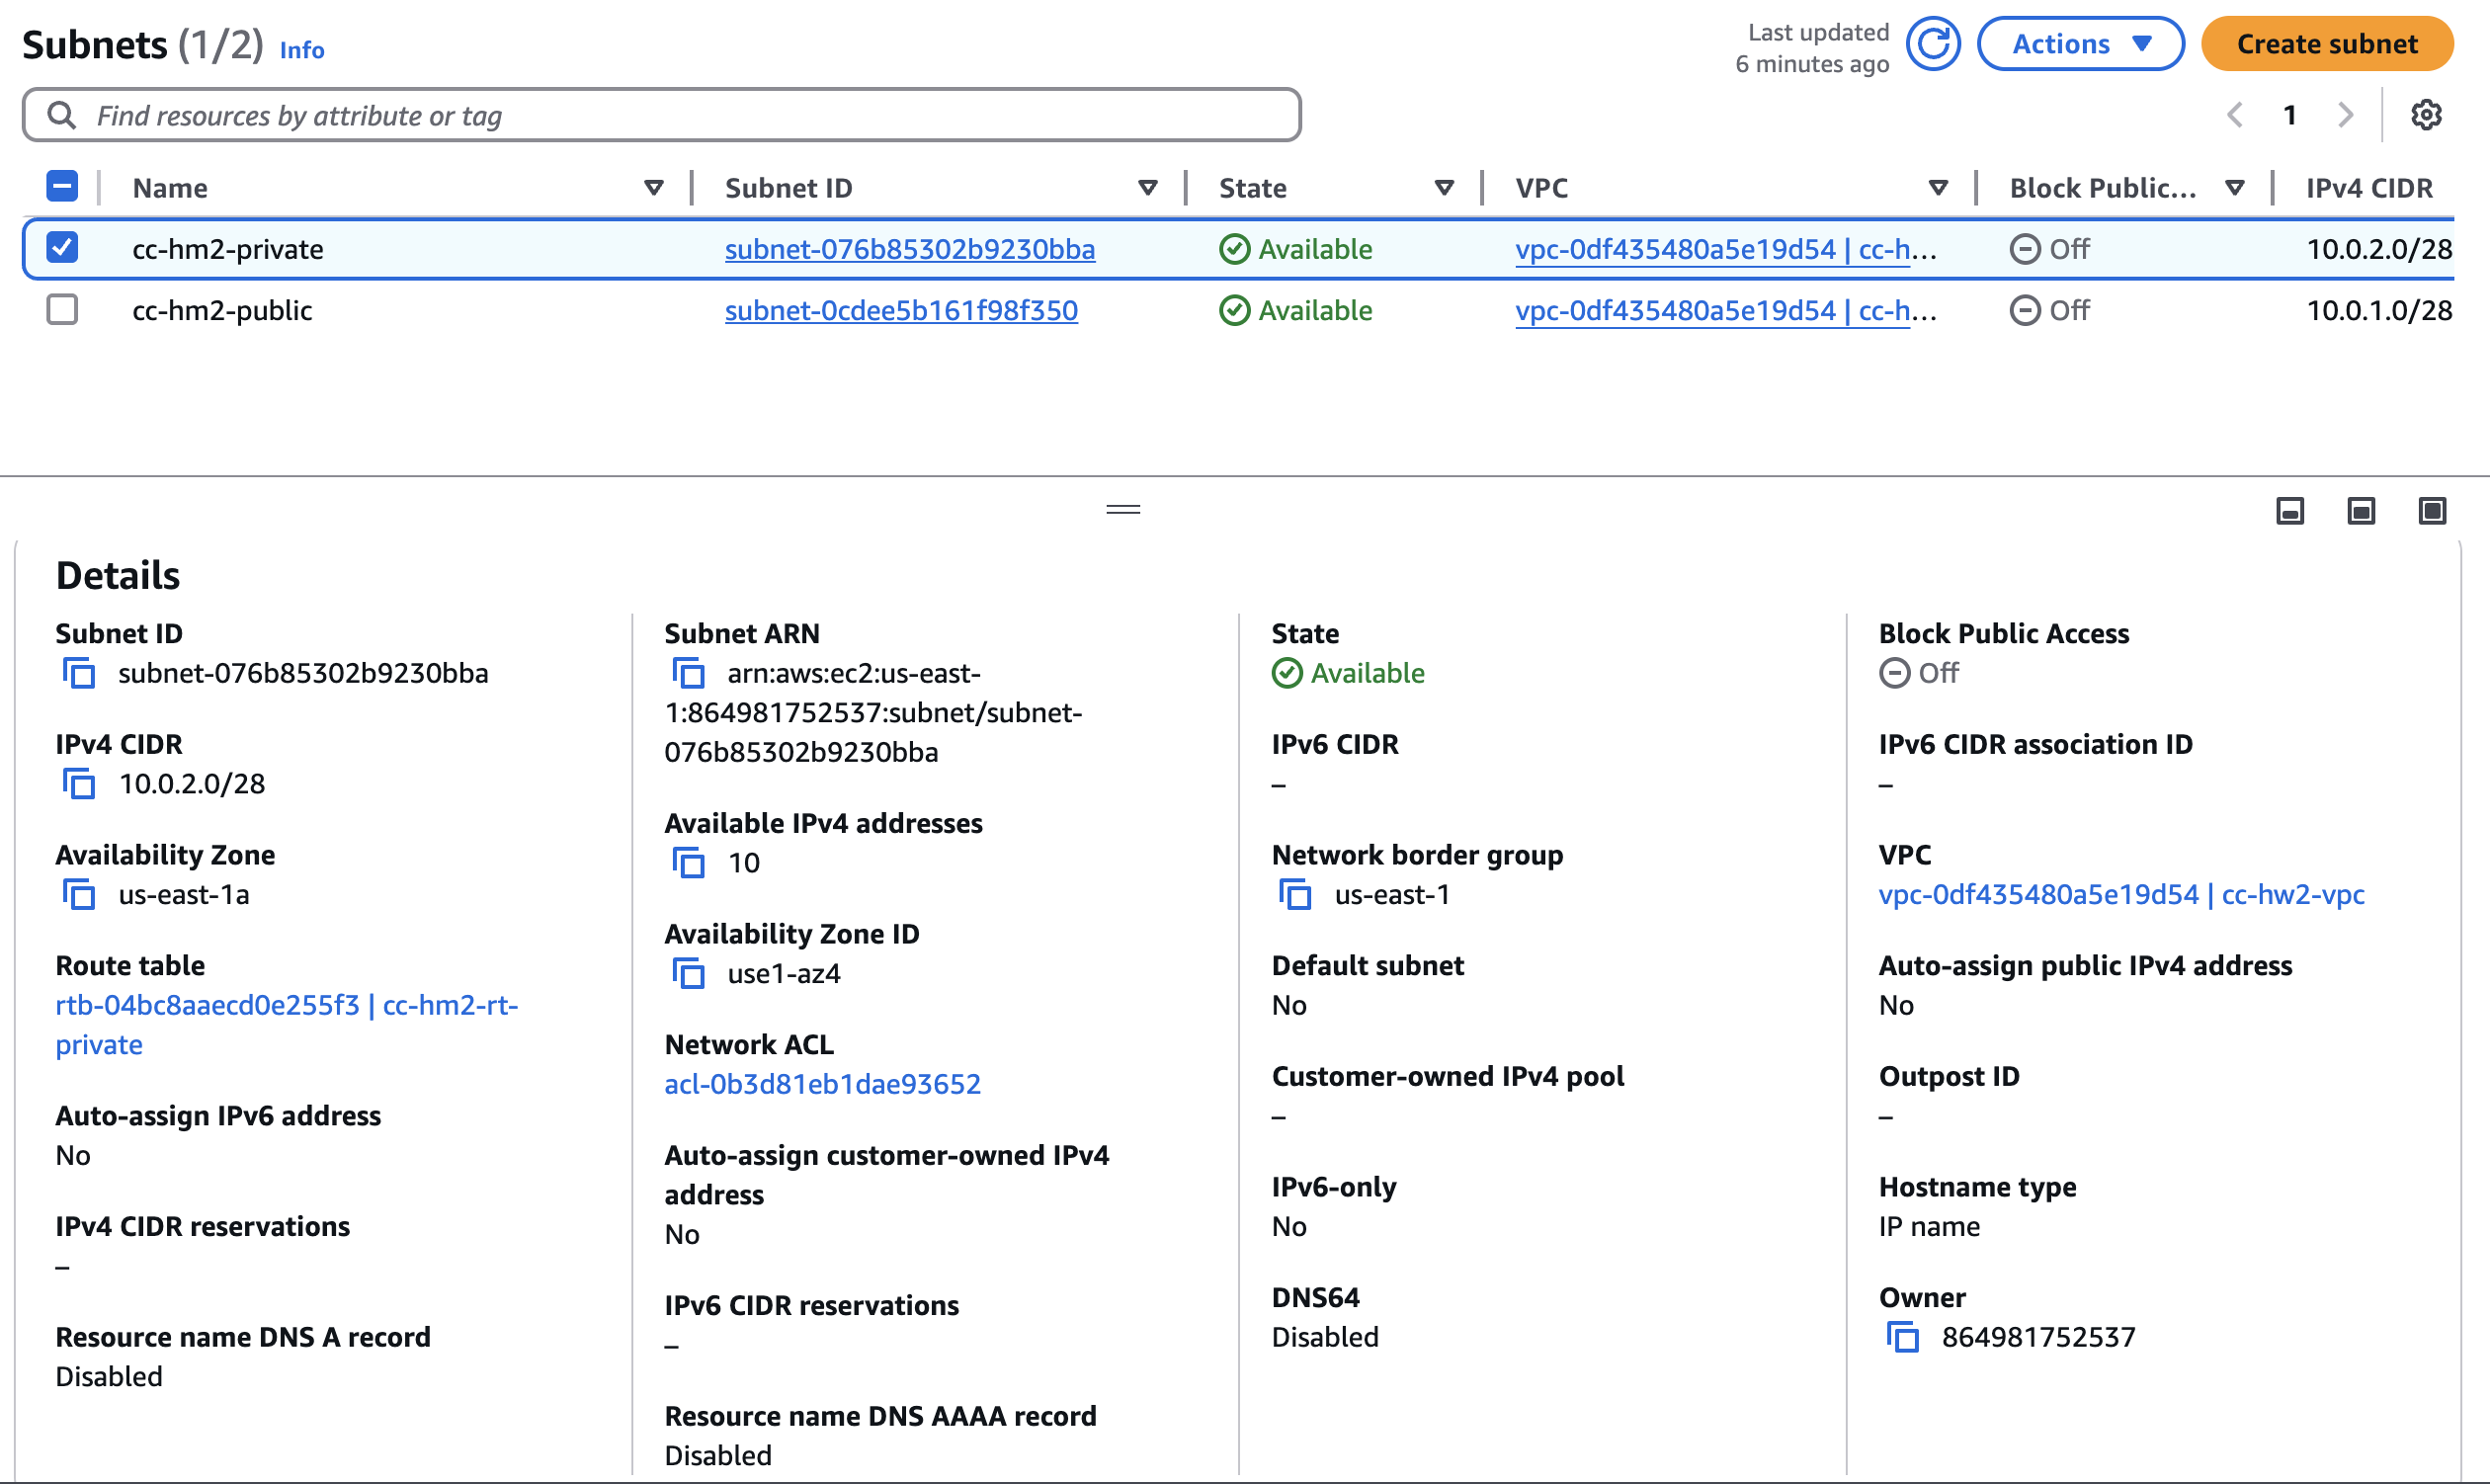 Subnets (1/2) Info
Last updated
6 minutes ago
Actions
Create subnet
Find resources by attribute or tag
1
Name Subnet ID State VPC Block Public... IPv4 CIDR
cc-hm2-private subnet-076b85302b9230bba Available vpc-0df435480a5e19d54 | cc-h... Off 10.0.2.0/28
cc-hm2-public subnet-0cdee5b161f98f350 Available vpc-0df435480a5e19d54 | cc-h... Off 10.0.1.0/28
Details
Subnet ID
subnet-076b85302b9230bba
IPv4 CIDR
10.0.2.0/28
Availability Zone
us-east-1a
Route table
rtb-04bc8aaecd0e255f3 | cc-hm2-rt-
private
Auto-assign IPv6 address
No
IPv4 CIDR reservations
–
Resource name DNS A record
Disabled
Subnet ARN
arn:aws:ec2:us-east-
1:864981752537:subnet/subnet-
076b85302b9230bba
Available IPv4 addresses
10
Availability Zone ID
use1-az4
Network ACL
acl-0b3d81eb1dae93652
Auto-assign customer-owned IPv4
address
No
IPv6 CIDR reservations
–
Resource name DNS AAAA record
Disabled
State
Available
IPv6 CIDR
–
Network border group
us-east-1
Default subnet
No
Customer-owned IPv4 pool
–
IPv6-only
No
DNS64
Disabled
Block Public Access
Off
IPv6 CIDR association ID
–
VPC
vpc-0df435480a5e19d54 | cc-hw2-vpc
Auto-assign public IPv4 address
No
Outpost ID
–
Hostname type
IP name
Owner
864981752537